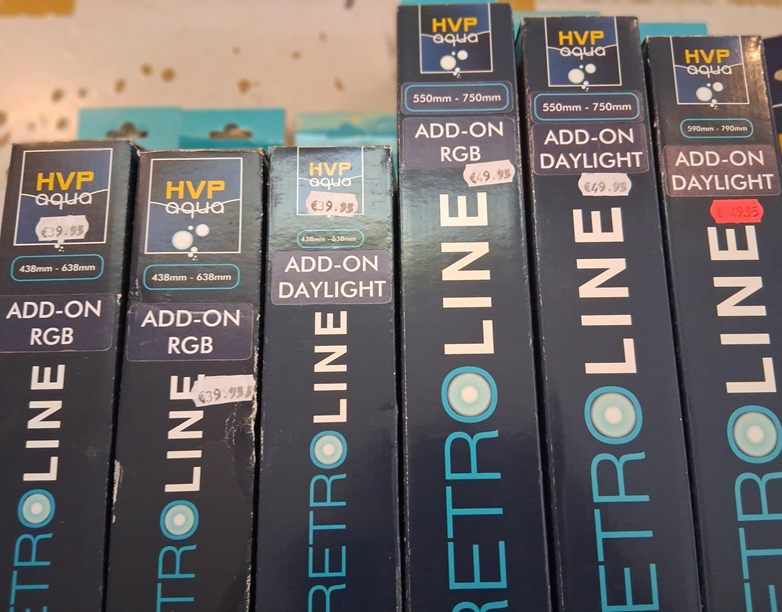 HVP
aqua
€39.95
438mm - 638mm
ADD-ON
RGB
RETROLINE
HVP
aqua
438mm - 638mm
ADD-ON
RGB
€39.95
RETROLINE
HVP
aqua
€39.95
438mm - 638mm
ADD-ON
DAYLIGHT
RETROLINE
HVP
aqua
550mm - 750mm
ADD-ON
RGB
€49.95
RETROLINE
HVP
aqua
550mm - 750mm
ADD-ON
DAYLIGHT
€49.95
RETROLINE
HVP
aqua
590mm - 790mm
ADD-ON
DAYLIGHT
€ 49.95
RETROLINE